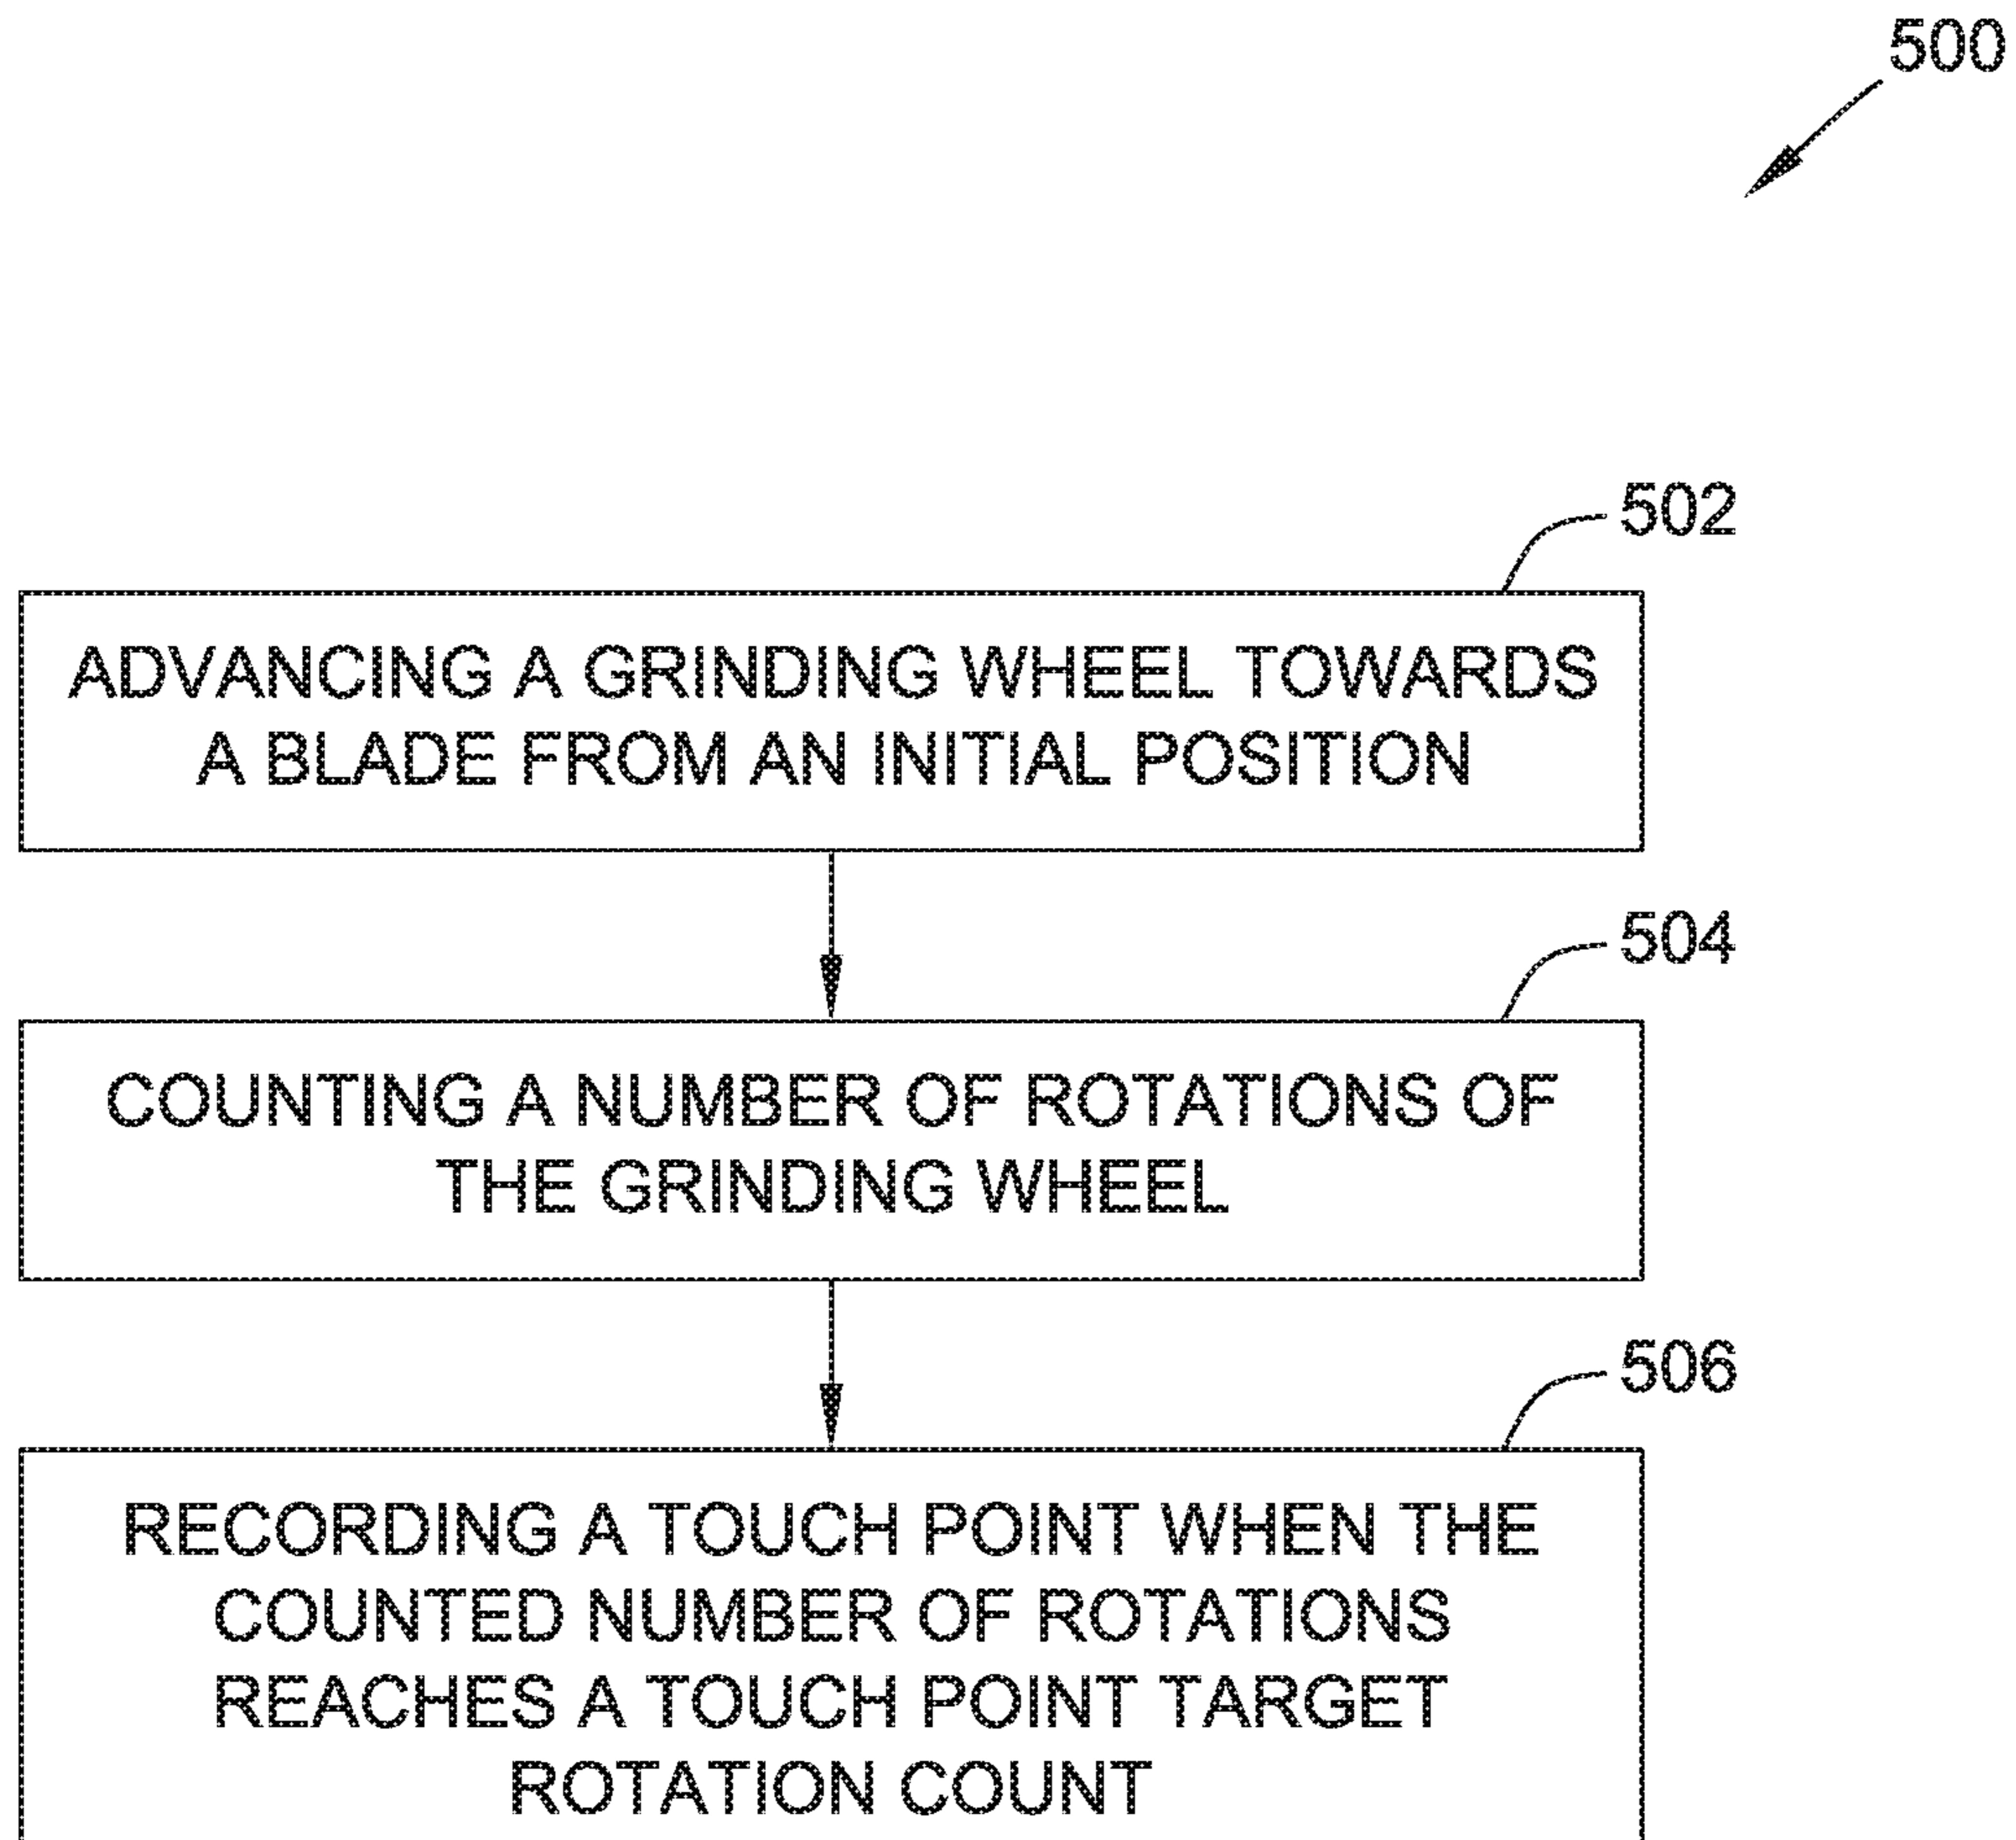 500
502
ADVANCING A GRINDING WHEEL TOWARDS
A BLADE FROM AN INITIAL POSITION
504
COUNTING A NUMBER OF ROTATIONS OF
THE GRINDING WHEEL
506
RECORDING A TOUCH POINT WHEN THE
COUNTED NUMBER OF ROTATIONS
REACHES A TOUCH POINT TARGET
ROTATION COUNT